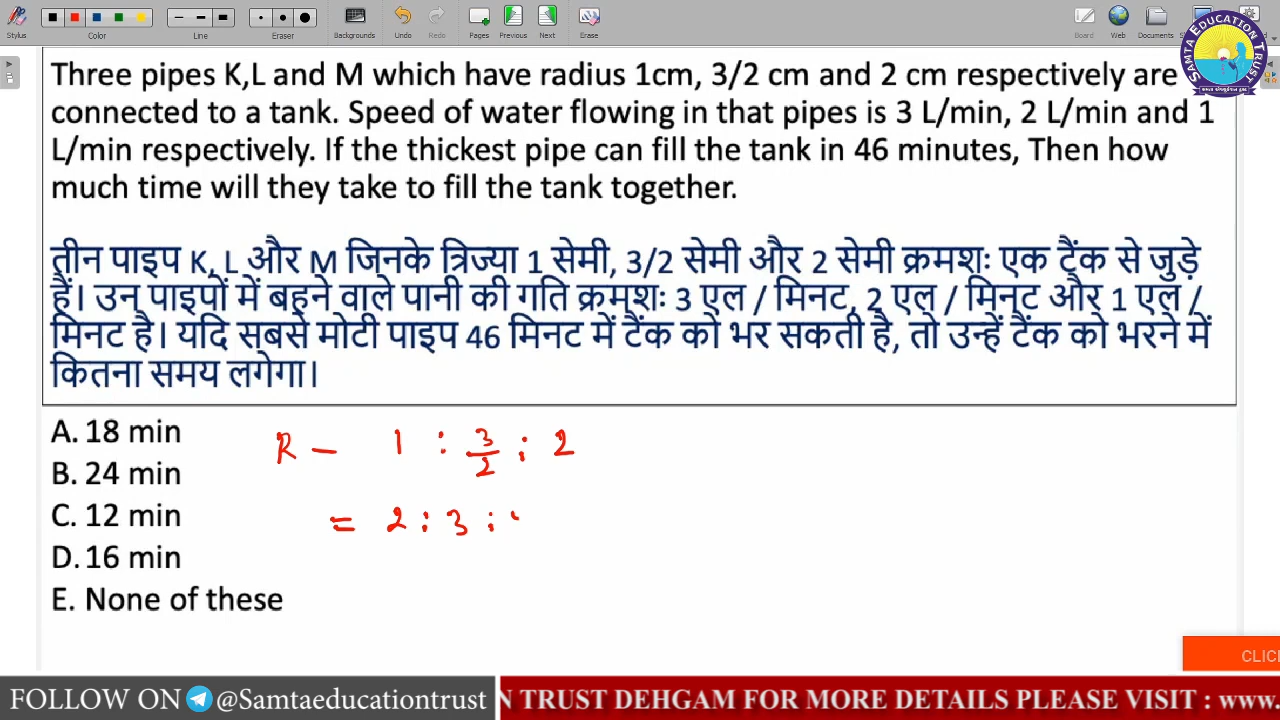 Stylus
Color
Line
Eraser
Backgrounds
Undo
Redo
Pages
Previous
Next
Erase
Board
Web
Documents
SAMTA EDUCATION TRUST
Three pipes K,L and M which have radius 1cm, 3/2 cm and 2 cm respectively are
connected to a tank. Speed of water flowing in that pipes is 3 L/min, 2 L/min and 1
L/min respectively. If the thickest pipe can fill the tank in 46 minutes, Then how
much time will they take to fill the tank together.
तीन पाइप K, L और M जिनके त्रिज्या 1 सेमी, 3/2 सेमी और 2 सेमी क्रमशः एक टैंक से जुड़े
हैं। उन पाइपों में बहने वाले पानी की गति क्रमशः 3 एल / मिनट, 2 एल / मिनट और 1 एल /
मिनट है। यदि सबसे मोटी पाइप 46 मिनट में टैंक को भर सकती है, तो उन्हें टैंक को भरने में
कितना समय लगेगा।
A. 18 min
R – 1 : 3/2 : 2
B. 24 min
C. 12 min
= 2 : 3 :
D. 16 min
E. None of these
CLIC
FOLLOW ON @Samtaeducationtrust
N TRUST DEHGAM FOR MORE DETAILS PLEASE VISIT : www.